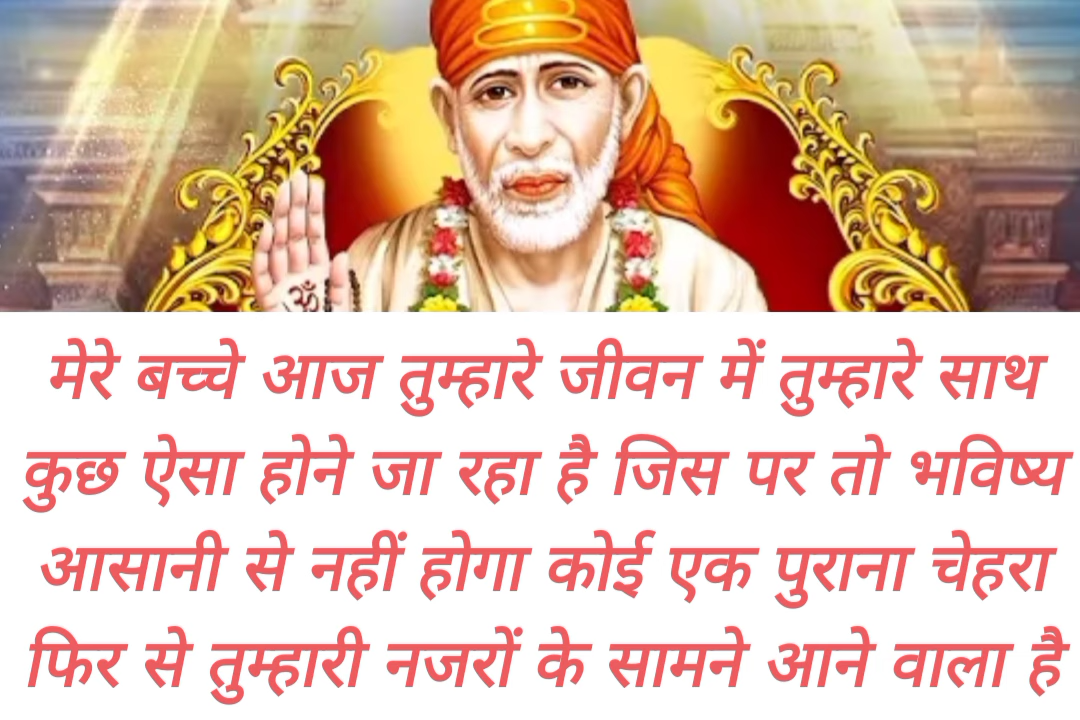 ॐ
मेरे बच्चे आज तुम्हारे जीवन में तुम्हारे साथ
कुछ ऐसा होने जा रहा है जिस पर तो भविष्य
आसानी से नहीं होगा कोई एक पुराना चेहरा
फिर से तुम्हारी नजरों के सामने आने वाला है